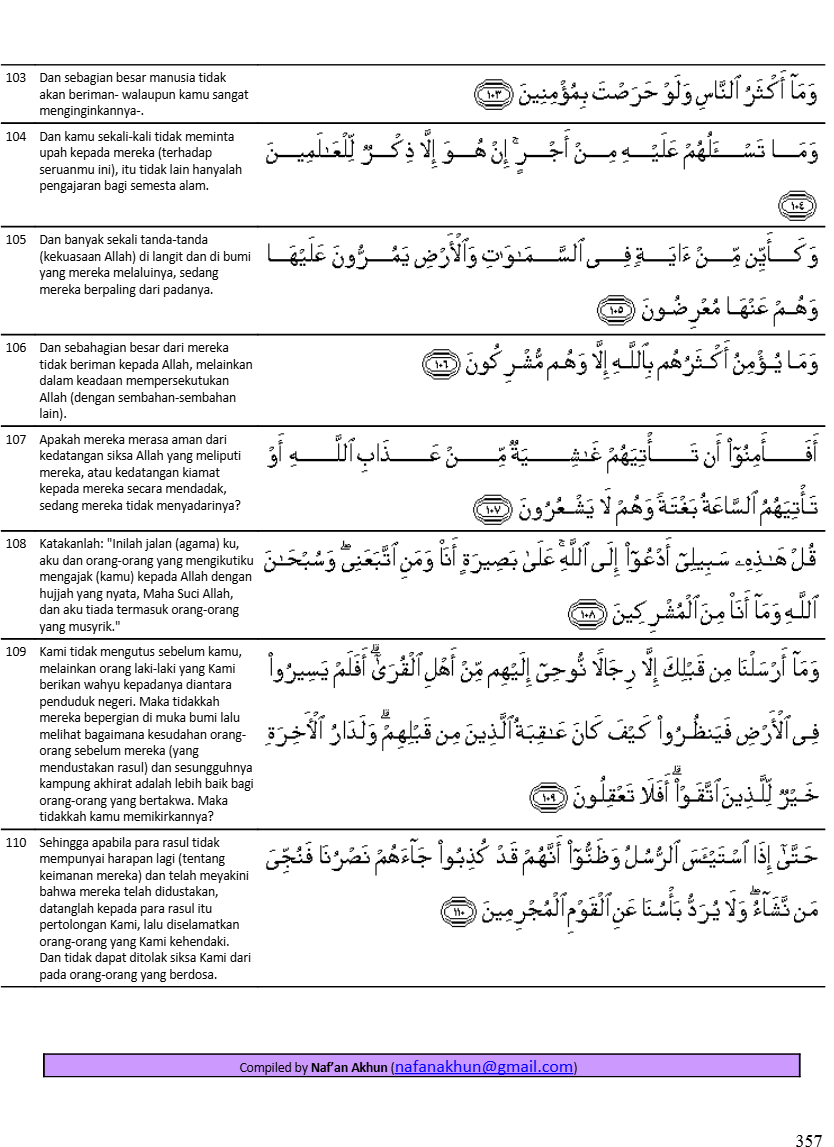 103 Dan sebagian besar manusia tidak
akan beriman- walaupun kamu sangat
menginginkannya-.
وَمَآ أَكْثَرُ ٱلنَّاسِ وَلَوْ حَرَصْتَ بِمُؤْمِنِينَ ١٠٣
104 Dan kamu sekali-kali tidak meminta
upah kepada mereka (terhadap
seruanmu ini), itu tidak lain hanyalah
pengajaran bagi semesta alam.
وَمَا تَسْـَٔلُهُمْ عَلَيْهِ مِنْ أَجْرٍ ۚ إِنْ هُوَ إِلَّا ذِكْرٌ لِّلْعَـٰلَمِينَ
١٠٤
105 Dan banyak sekali tanda-tanda
(kekuasaan Allah) di langit dan di bumi
yang mereka melaluinya, sedang
mereka berpaling dari padanya.
وَكَأَيِّن مِّنْ ءَايَةٍ فِى ٱلسَّمَـٰوَٰتِ وَٱلْأَرْضِ يَمُرُّونَ عَلَيْهَا
وَهُمْ عَنْهَا مُعْرِضُونَ ١٠٥
106 Dan sebahagian besar dari mereka
tidak beriman kepada Allah, melainkan
dalam keadaan mempersekutukan
Allah (dengan sembahan-sembahan
lain).
وَمَا يُؤْمِنُ أَكْثَرُهُم بِٱللَّهِ إِلَّا وَهُم مُّشْرِكُونَ ١٠٦
107 Apakah mereka merasa aman dari
kedatangan siksa Allah yang meliputi
mereka, atau kedatangan kiamat
kepada mereka secara mendadak,
sedang mereka tidak menyadarinya?
أَفَأَمِنُوٓا۟ أَن تَأْتِيَهُمْ غَـٰشِيَةٌ مِّنْ عَذَابِ ٱللَّهِ أَوْ
تَأْتِيَهُمُ ٱلسَّاعَةُ بَغْتَةً وَهُمْ لَا يَشْعُرُونَ ١٠٧
108 Katakanlah: "Inilah jalan (agama) ku,
aku dan orang-orang yang mengikutiku
mengajak (kamu) kepada Allah dengan
hujjah yang nyata, Maha Suci Allah,
dan aku tiada termasuk orang-orang
yang musyrik."
قُلْ هَـٰذِهِۦ سَبِيلِىٓ أَدْعُوٓا۟ إِلَى ٱللَّهِ ۚ عَلَىٰ بَصِيرَةٍ أَنَا۠ وَمَنِ ٱتَّبَعَنِى ۖ وَسُبْحَـٰنَ
ٱللَّهِ وَمَآ أَنَا۠ مِنَ ٱلْمُشْرِكِينَ ١٠٨
109 Kami tidak mengutus sebelum kamu,
melainkan orang laki-laki yang Kami
berikan wahyu kepadanya diantara
penduduk negeri. Maka tidakkah
mereka bepergian di muka bumi lalu
melihat bagaimana kesudahan orang-
orang sebelum mereka (yang
mendustakan rasul) dan sesungguhnya
kampung akhirat adalah lebih baik bagi
orang-orang yang bertakwa. Maka
tidakkah kamu memikirkannya?
وَمَآ أَرْسَلْنَا مِن قَبْلِكَ إِلَّا رِجَالًا نُّوحِىٓ إِلَيْهِم مِّنْ أَهْلِ ٱلْقُرَىٰٓ ۗ أَفَلَمْ يَسِيرُوا۟
فِى ٱلْأَرْضِ فَيَنظُرُوا۟ كَيْفَ كَانَ عَـٰقِبَةُ ٱلَّذِينَ مِن قَبْلِهِمْ ۗ وَلَدَارُ ٱلْـَٔاخِرَةِ
خَيْرٌ لِّلَّذِينَ ٱتَّقَوْا۟ ۗ أَفَلَا تَعْقِلُونَ ١٠٩
110 Sehingga apabila para rasul tidak
mempunyai harapan lagi (tentang
keimanan mereka) dan telah meyakini
bahwa mereka telah didustakan,
datanglah kepada para rasul itu
pertolongan Kami, lalu diselamatkan
orang-orang yang Kami kehendaki.
Dan tidak dapat ditolak siksa Kami dari
pada orang-orang yang berdosa.
حَتَّىٰٓ إِذَا ٱسْتَيْـَٔسَ ٱلرُّسُلُ وَظَنُّوٓا۟ أَنَّهُمْ قَدْ كُذِبُوا۟ جَآءَهُمْ نَصْرُنَا فَنُجِّىَ
مَن نَّشَآءُ ۖ وَلَا يُرَدُّ بَأْسُنَا عَنِ ٱلْقَوْمِ ٱلْمُجْرِمِينَ ١١٠
Compiled by Naf'an Akhun (nafanakhun@gmail.com)
357